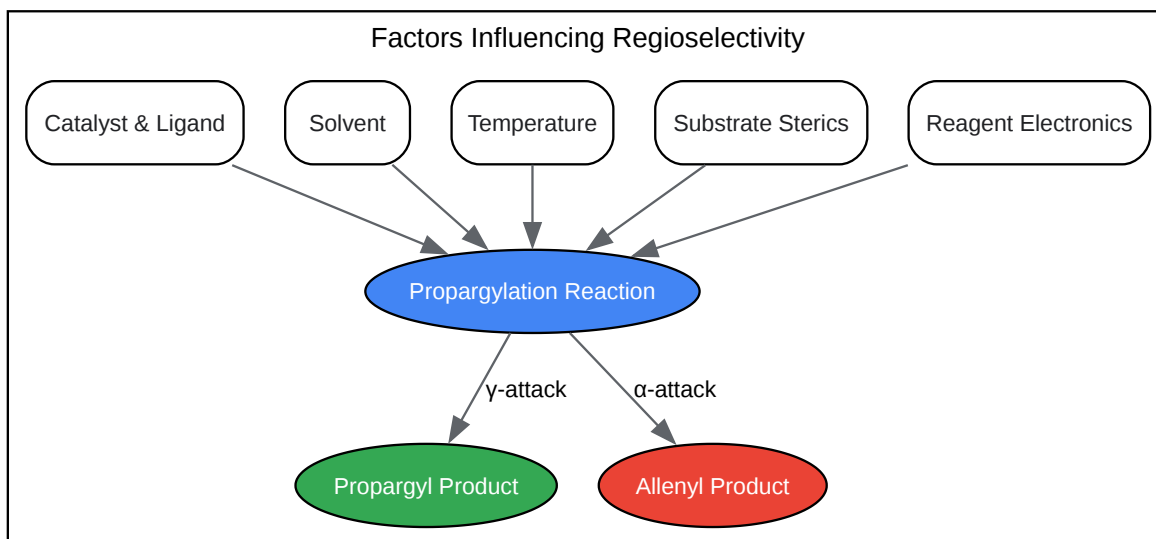 Factors Influencing Regioselectivity
Catalyst & Ligand
Solvent
Temperature
Substrate Sterics
Reagent Electronics
Propargylation Reaction
γ-attack
α-attack
Propargyl Product
Allenyl Product